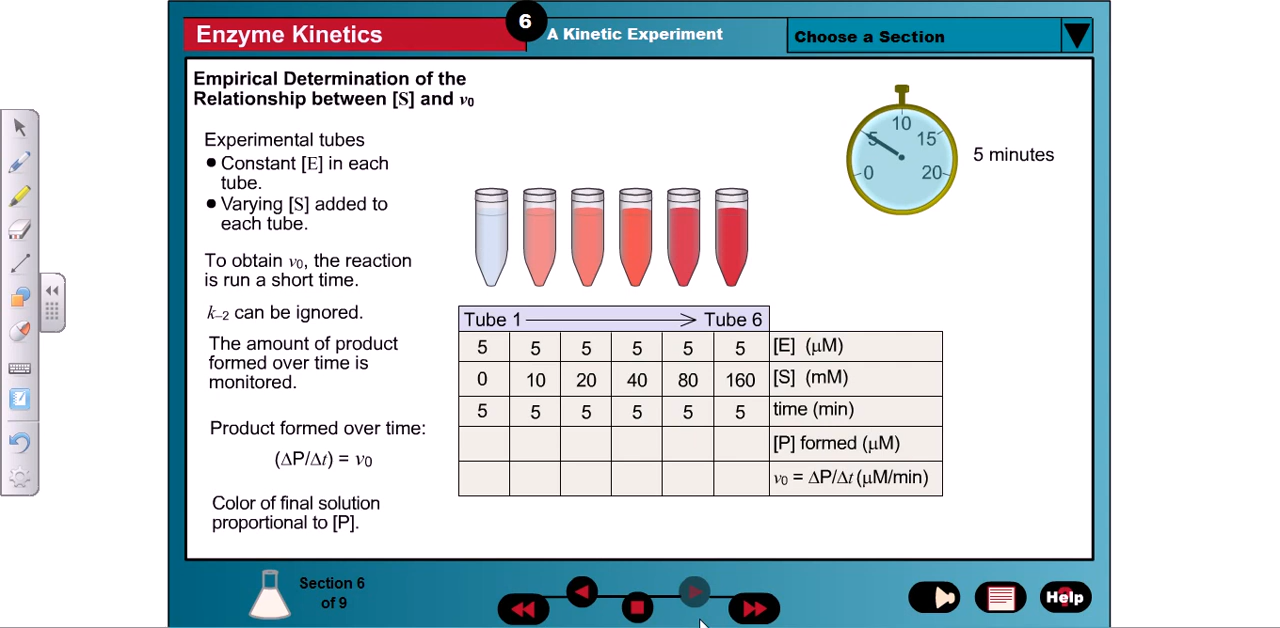 Enzyme Kinetics
6
A Kinetic Experiment
Choose a Section
Empirical Determination of the
Relationship between [S] and v₀
Experimental tubes
• Constant [E] in each
tube.
• Varying [S] added to
each tube.
To obtain v₀, the reaction
is run a short time.
k₋₂ can be ignored.
The amount of product
formed over time is
monitored.
Product formed over time:
(ΔP/Δt) = v₀
Color of final solution
proportional to [P].
0 5 10 15 20
5 minutes
Tube 1 Tube 6
5 5 5 5 5 5 [E] (μM)
0 10 20 40 80 160 [S] (mM)
5 5 5 5 5 5 time (min)
[P] formed (μM)
v₀ = ΔP/Δt (μM/min)
Section 6
of 9
Help